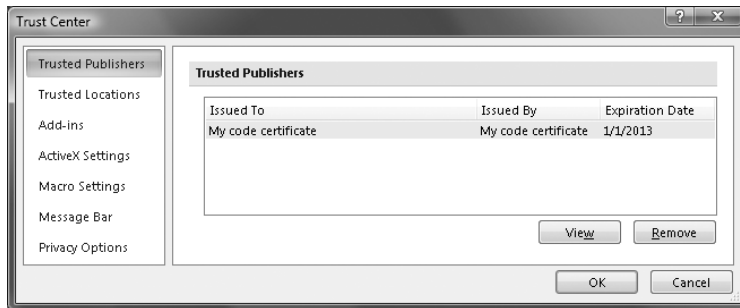 Trust Center
Trusted Publishers
Trusted Locations
Add-ins
ActiveX Settings
Macro Settings
Message Bar
Privacy Options
Trusted Publishers
Issued To Issued By Expiration Date
My code certificate My code certificate 1/1/2013
View Remove
OK Cancel